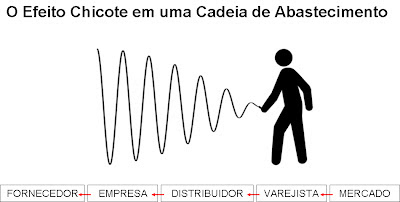 O Efeito Chicote em uma Cadeia de Abastecimento
FORNECEDOR EMPRESA DISTRIBUIDOR VAREJISTA MERCADO